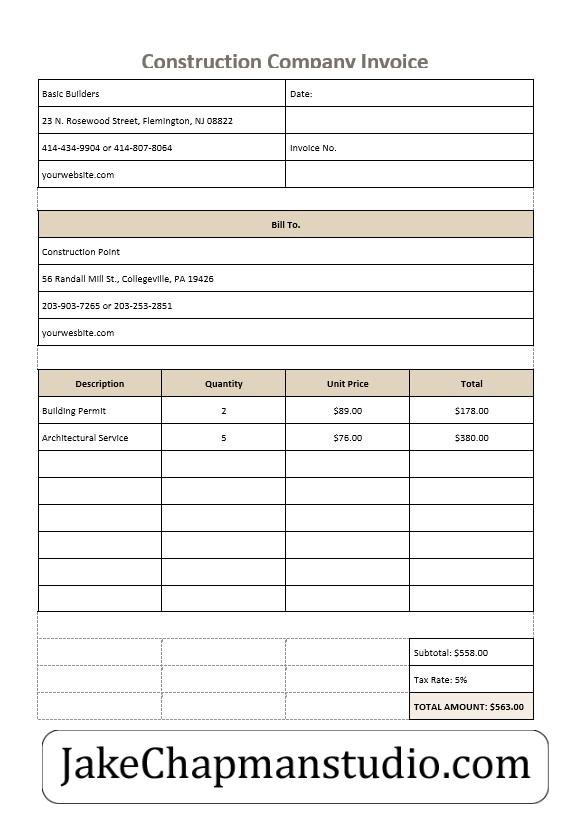 Construction Company Invoice
Basic Builders Date:
23 N. Rosewood Street, Flemington, NJ 08822
414-434-9904 or 414-807-8064 Invoice No.
yourwebsite.com
Bill To.
Construction Point
56 Randall Mill St., Collegeville, PA 19426
203-903-7265 or 203-253-2851
yourwesbite.com
Description Quantity Unit Price Total
Building Permit 2 $89.00 $178.00
Architectural Service 5 $76.00 $380.00
Subtotal: $558.00
Tax Rate: 5%
TOTAL AMOUNT: $563.00
JakeChapmanstudio.com